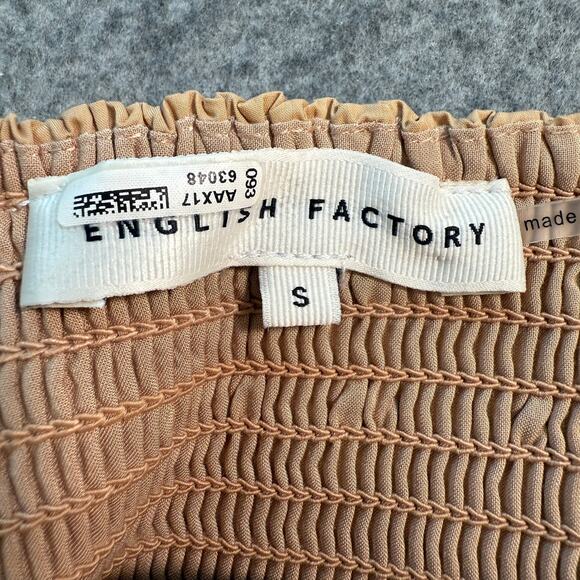 093
AAX17
63048
ENGLISH FACTORY
made
S